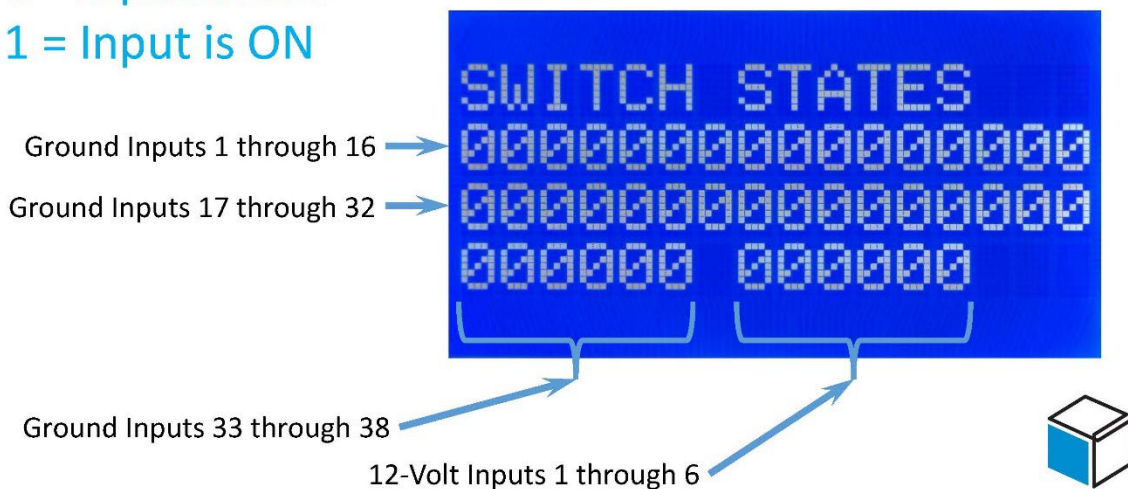 1 = Input is ON
SWITCH STATES
Ground Inputs 1 through 16
0000000000000000
Ground Inputs 17 through 32
0000000000000000
000000 000000
Ground Inputs 33 through 38
12-Volt Inputs 1 through 6